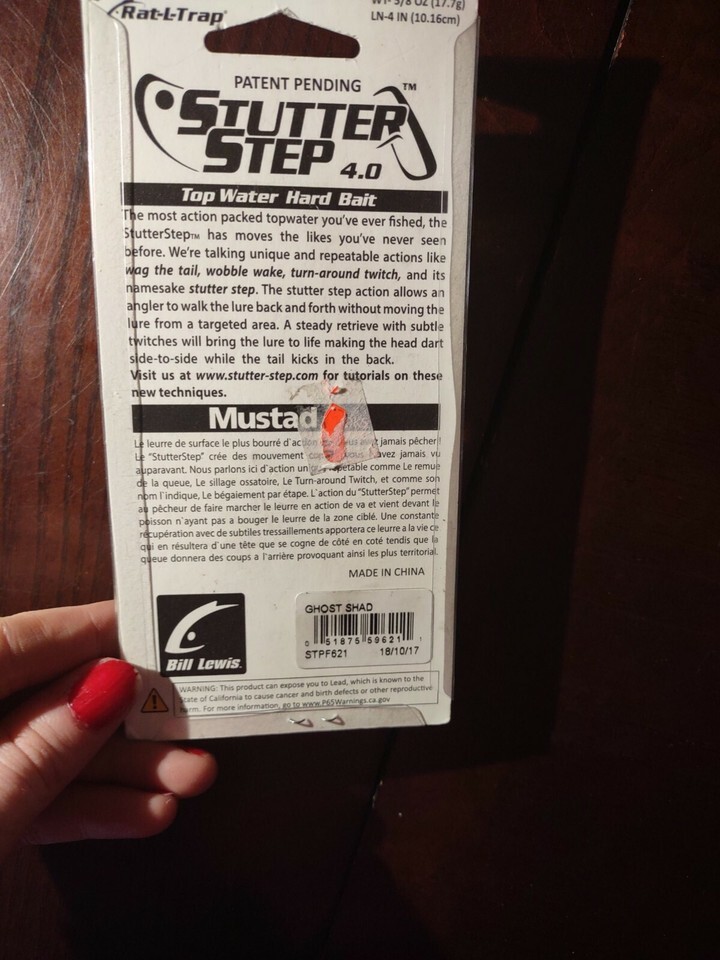 Rat-L-Trap
WT- 5/8 OZ (17.7g)
LN-4 IN (10.16cm)
PATENT PENDING
STUTTER TM
STEP 4.0
Top Water Hard Bait
The most action packed topwater you've ever fished, the
StutterStep™ has moves the likes you've never seen
before. We're talking unique and repeatable actions like
wag the tail, wobble wake, turn-around twitch, and its
namesake stutter step. The stutter step action allows an
angler to walk the lure back and forth without moving the
lure from a targeted area. A steady retrieve with subtle
twitches will bring the lure to life making the head dart
side-to-side while the tail kicks in the back.
Visit us at www.stutter-step.com for tutorials on these
new techniques.
Mustad
Le leurre de surface le plus bourré d`action jamais pêcher!
Le "StutterStep" crée des mouvement avez jamais vu
auparavant. Nous parlons ici d`action comme Le remue
de la queue, Le sillage ossatoire, Le Turn-around Twitch, et comme son
nom l`indique, Le bégaiement par étape. L`action du "StutterStep" permet
au pêcheur de faire marcher le leurre en action de va et vient devant le
poisson n`ayant pas a bouger le leurre de la zone ciblé. Une constante
récupération avec de subtiles tressaillements apportera ce leurre a la vie ce
qui en résultera d`une tête que se cogne de côté en coté tendis que la
queue donnera des coups a l`arrière provoquant ainsi les plus territorial.
MADE IN CHINA
GHOST SHAD
0 51875 59621 1
STPF621 18/10/17
Bill Lewis.
WARNING: This product can expose you to Lead, which is known to the
State of California to cause cancer and birth defects or other reproductive
harm. For more information, go to www.P65Warnings.ca.gov